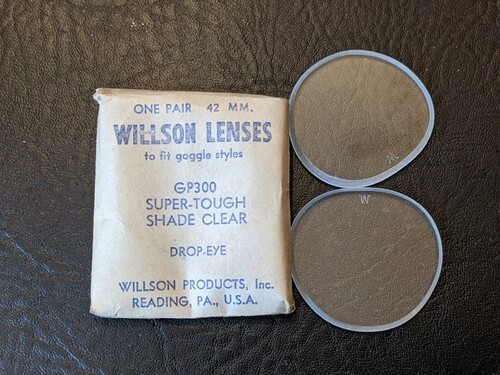 ONE PAIR 42 MM.
WILLSON LENSES
to fit goggle styles
GP300
SUPER-TOUGH
SHADE CLEAR
DROP-EYE
WILLSON PRODUCTS, Inc.
READING, PA., U.S.A.
W
W